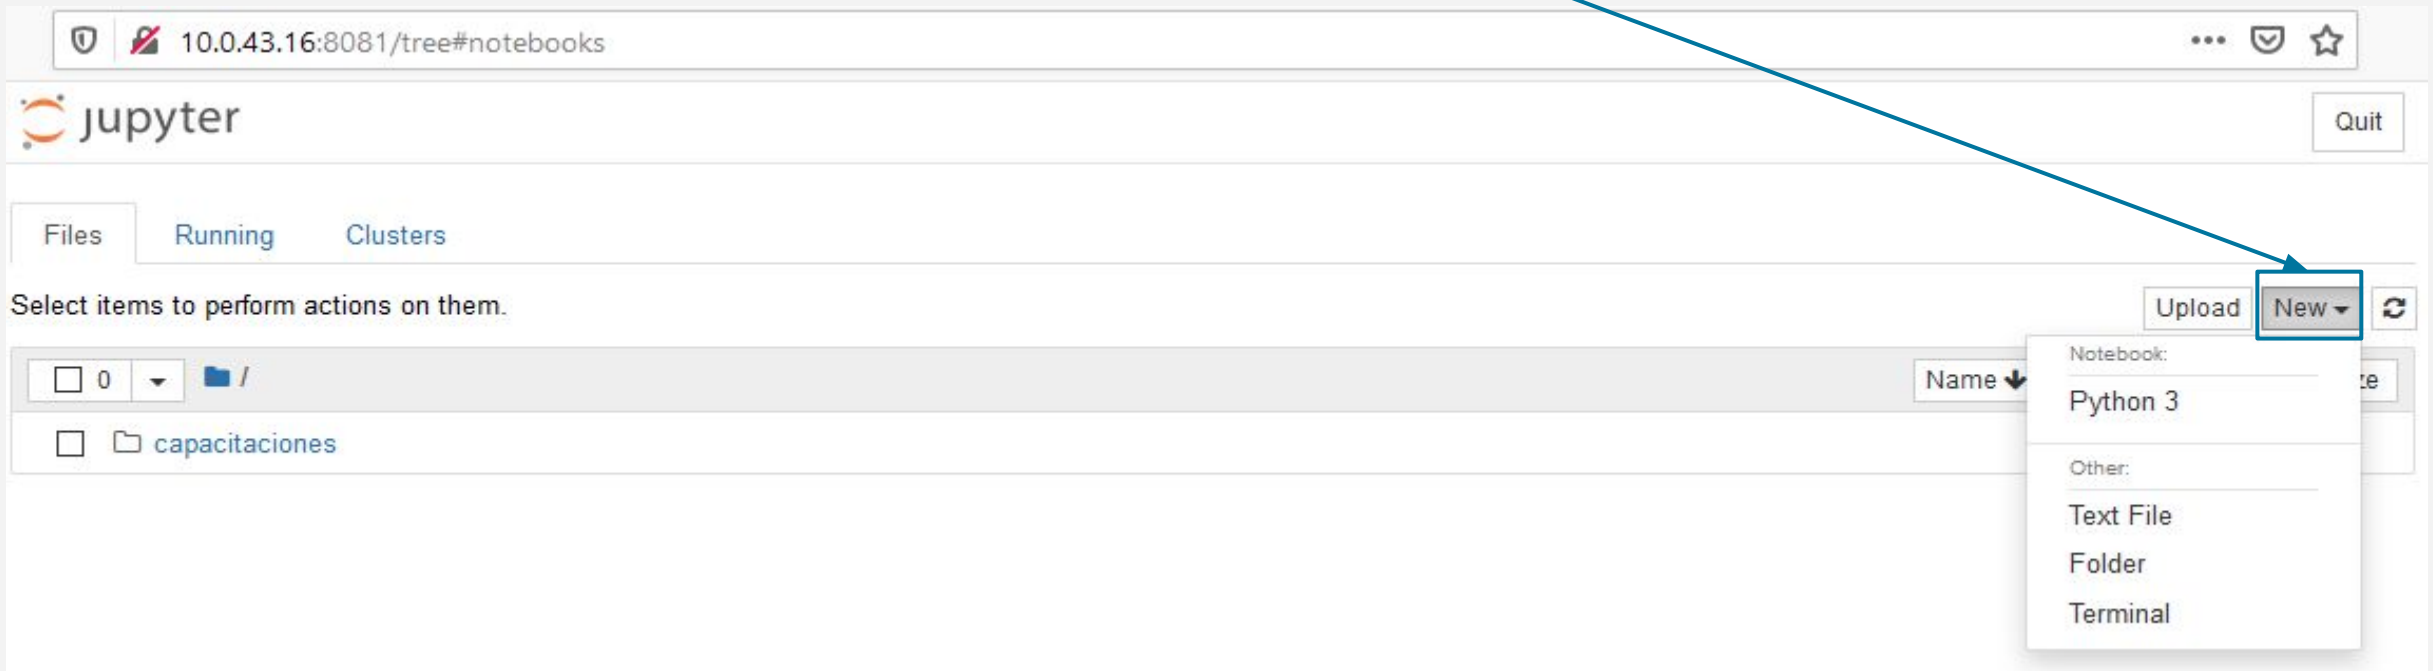 10.0.43.16:8081/tree#notebooks
jupyter
Quit
Files Running Clusters
Select items to perform actions on them.
Upload New
0 / Name
Notebook:
Python 3
capacitaciones
Other:
Text File
Folder
Terminal